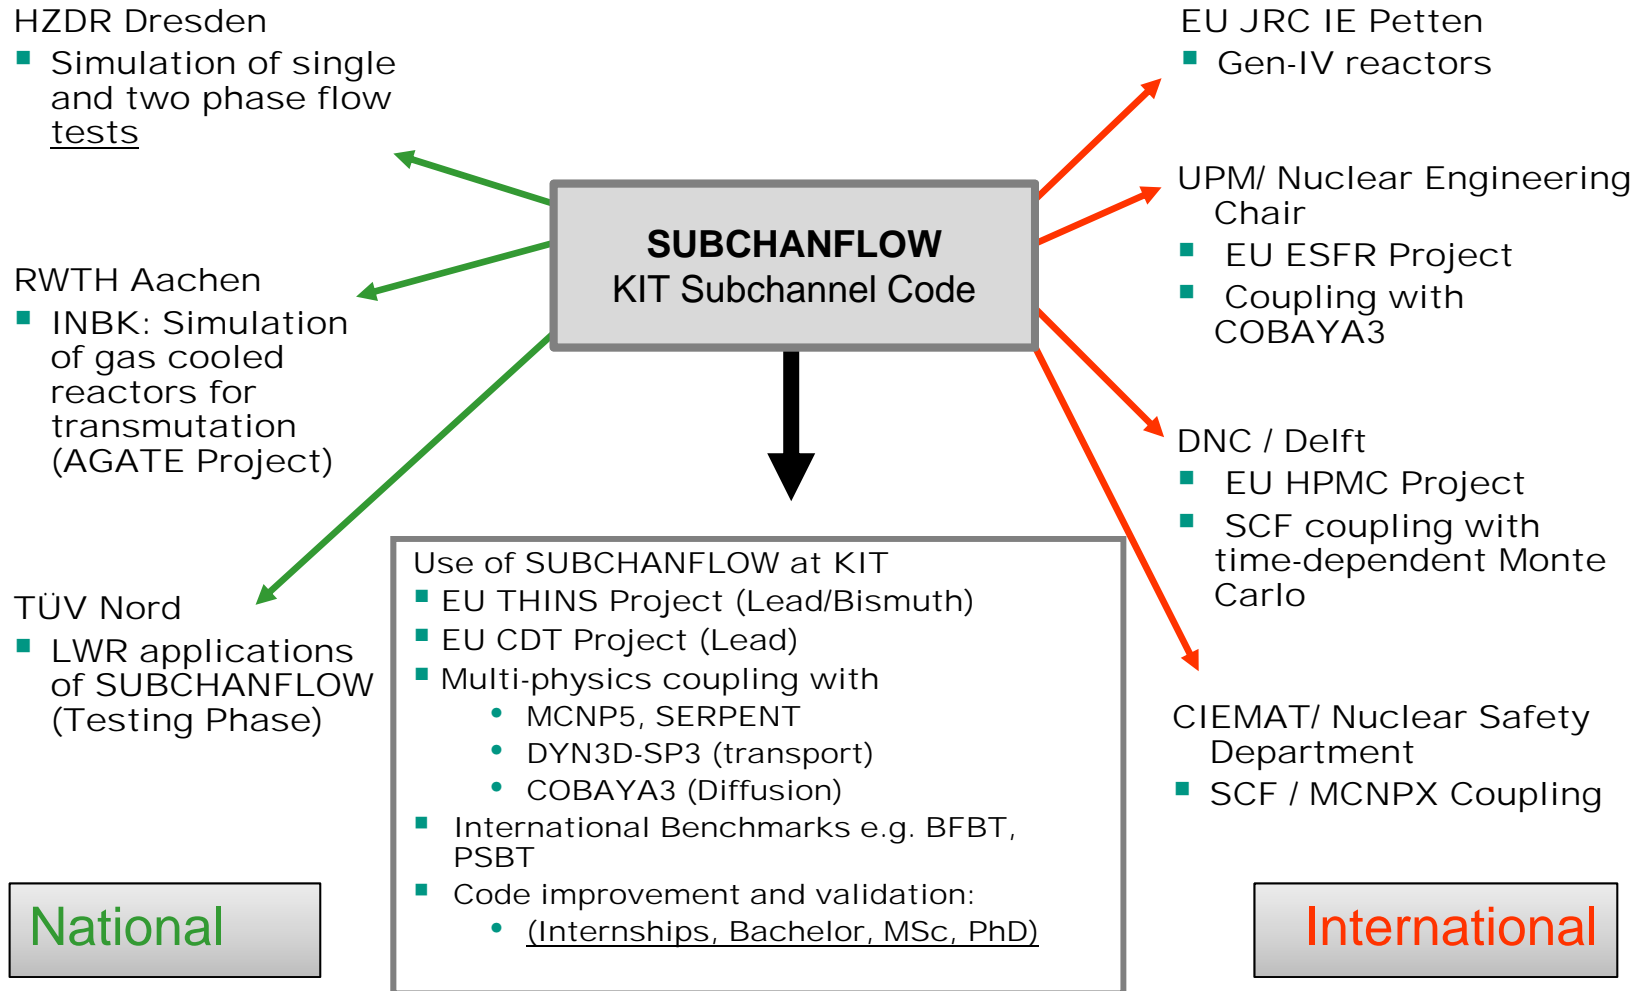 HZDR Dresden
Simulation of single
and two phase flow
tests
RWTH Aachen
INBK: Simulation
of gas cooled
reactors for
transmutation
(AGATE Project)
TÜV Nord
LWR applications
of SUBCHANFLOW
(Testing Phase)
National
SUBCHANFLOW
KIT Subchannel Code
Use of SUBCHANFLOW at KIT
EU THINS Project (Lead/Bismuth)
EU CDT Project (Lead)
Multi-physics coupling with
MCNP5, SERPENT
DYN3D-SP3 (transport)
COBAYA3 (Diffusion)
International Benchmarks e.g. BFBT,
PSBT
Code improvement and validation:
(Internships, Bachelor, MSc, PhD)
EU JRC IE Petten
Gen-IV reactors
UPM/ Nuclear Engineering
Chair
EU ESFR Project
Coupling with
COBAYA3
DNC / Delft
EU HPMC Project
SCF coupling with
time-dependent Monte
Carlo
CIEMAT/ Nuclear Safety
Department
SCF / MCNPX Coupling
International